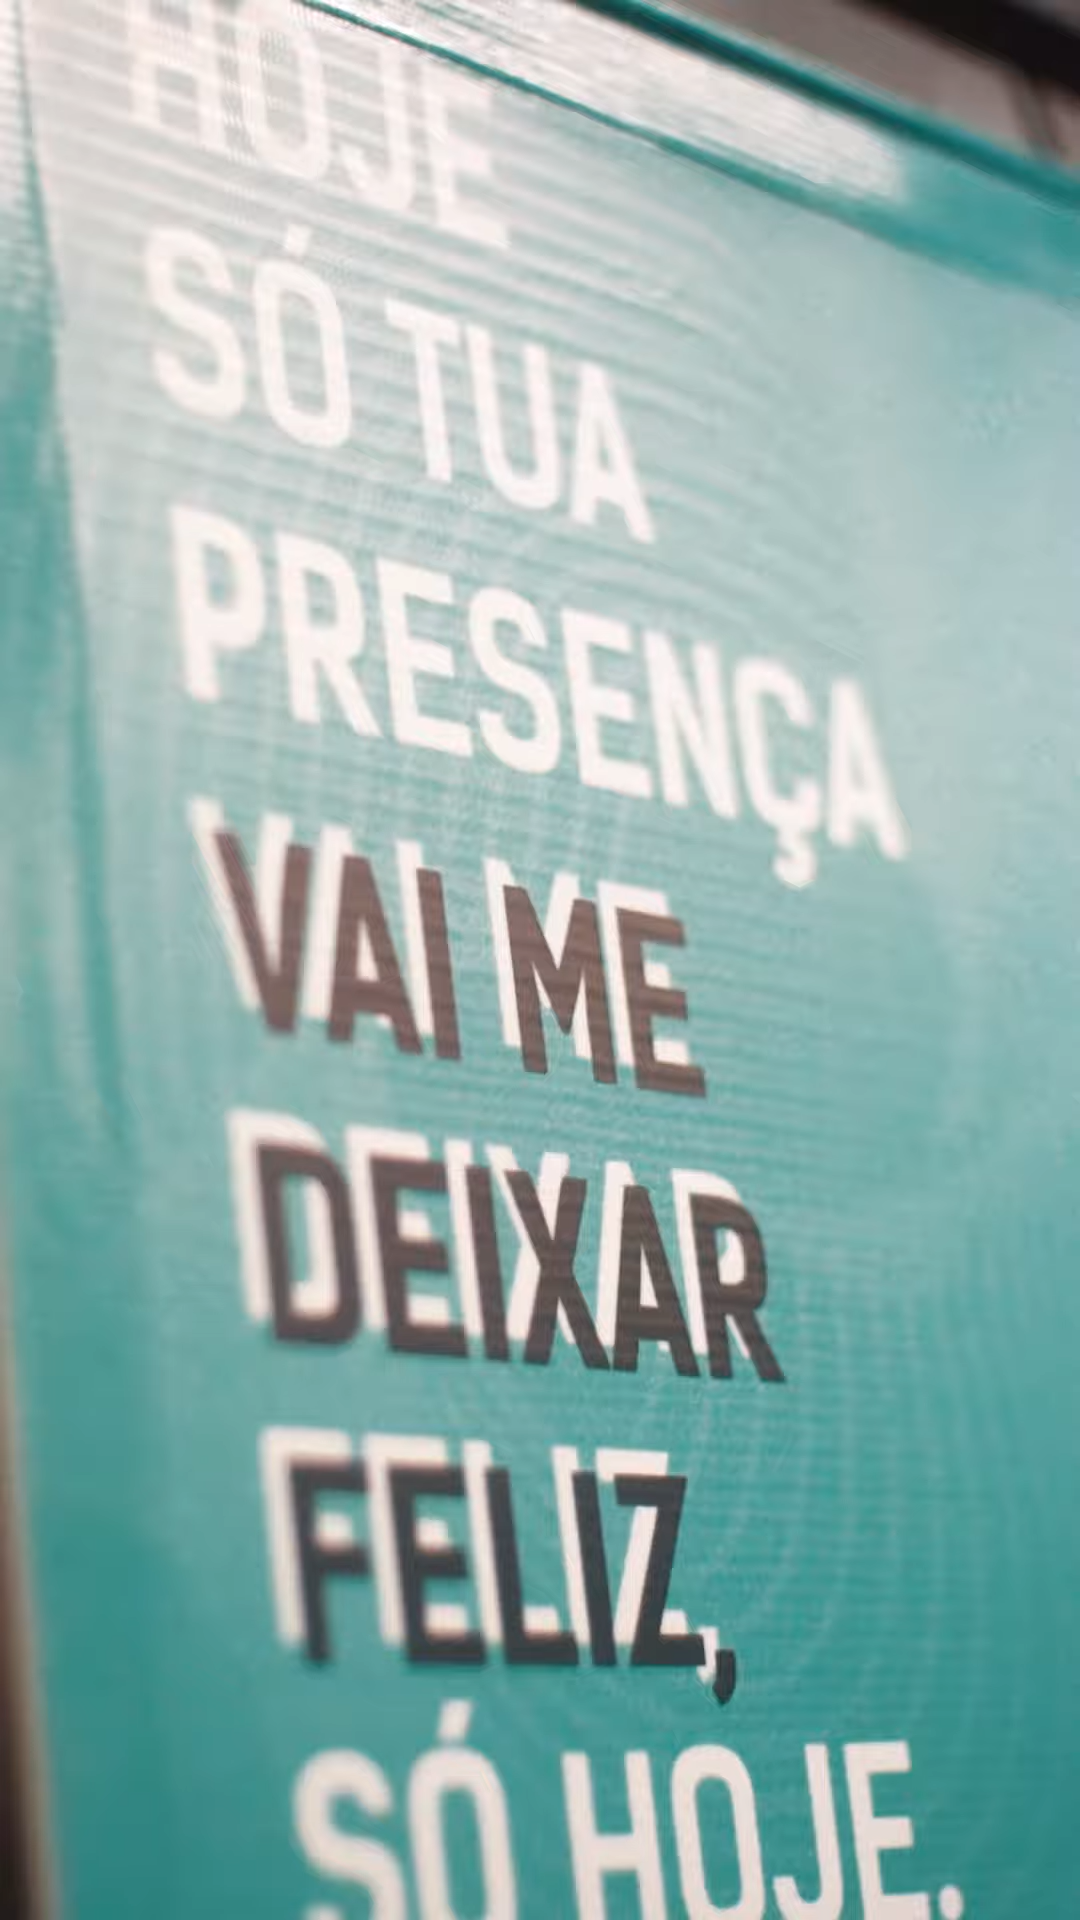 HOJE
SÓ TUA
PRESENÇA
VAI ME
DEIXAR
FELIZ,
SÓ HOJE.